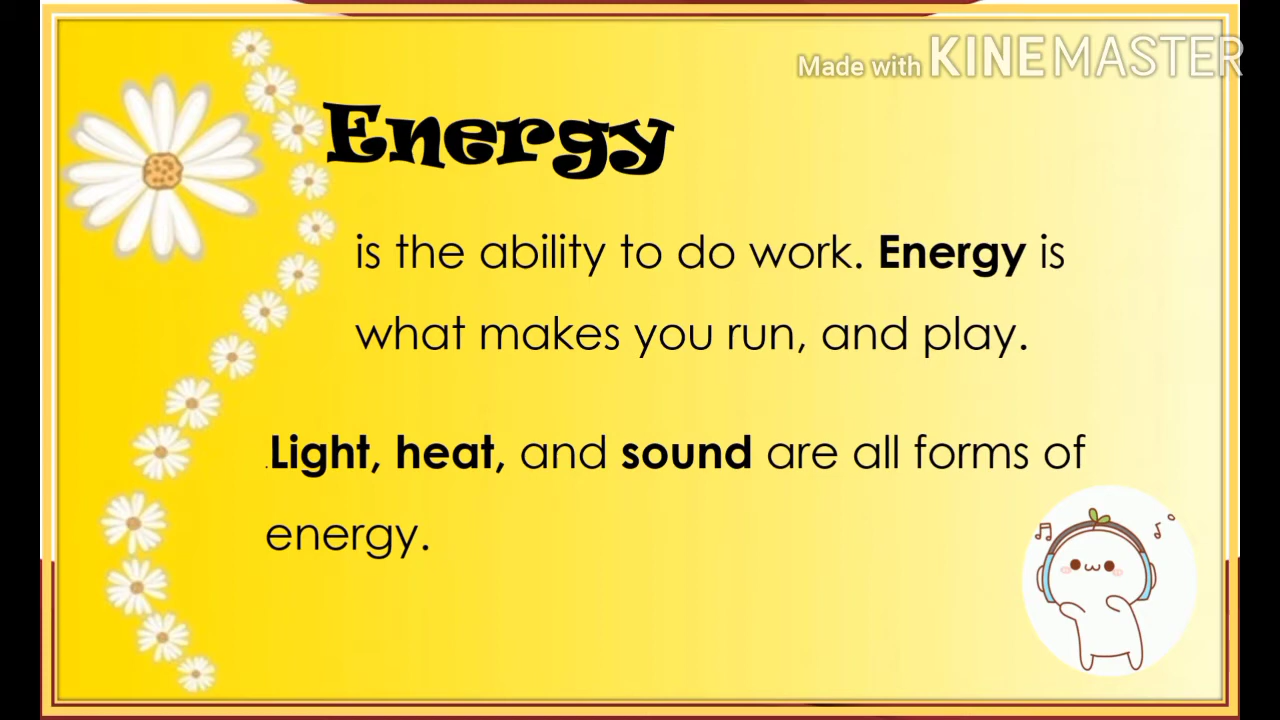 Made with KINEMASTER
Energy
is the ability to do work. Energy is
what makes you run, and play.
.Light, heat, and sound are all forms of
energy.